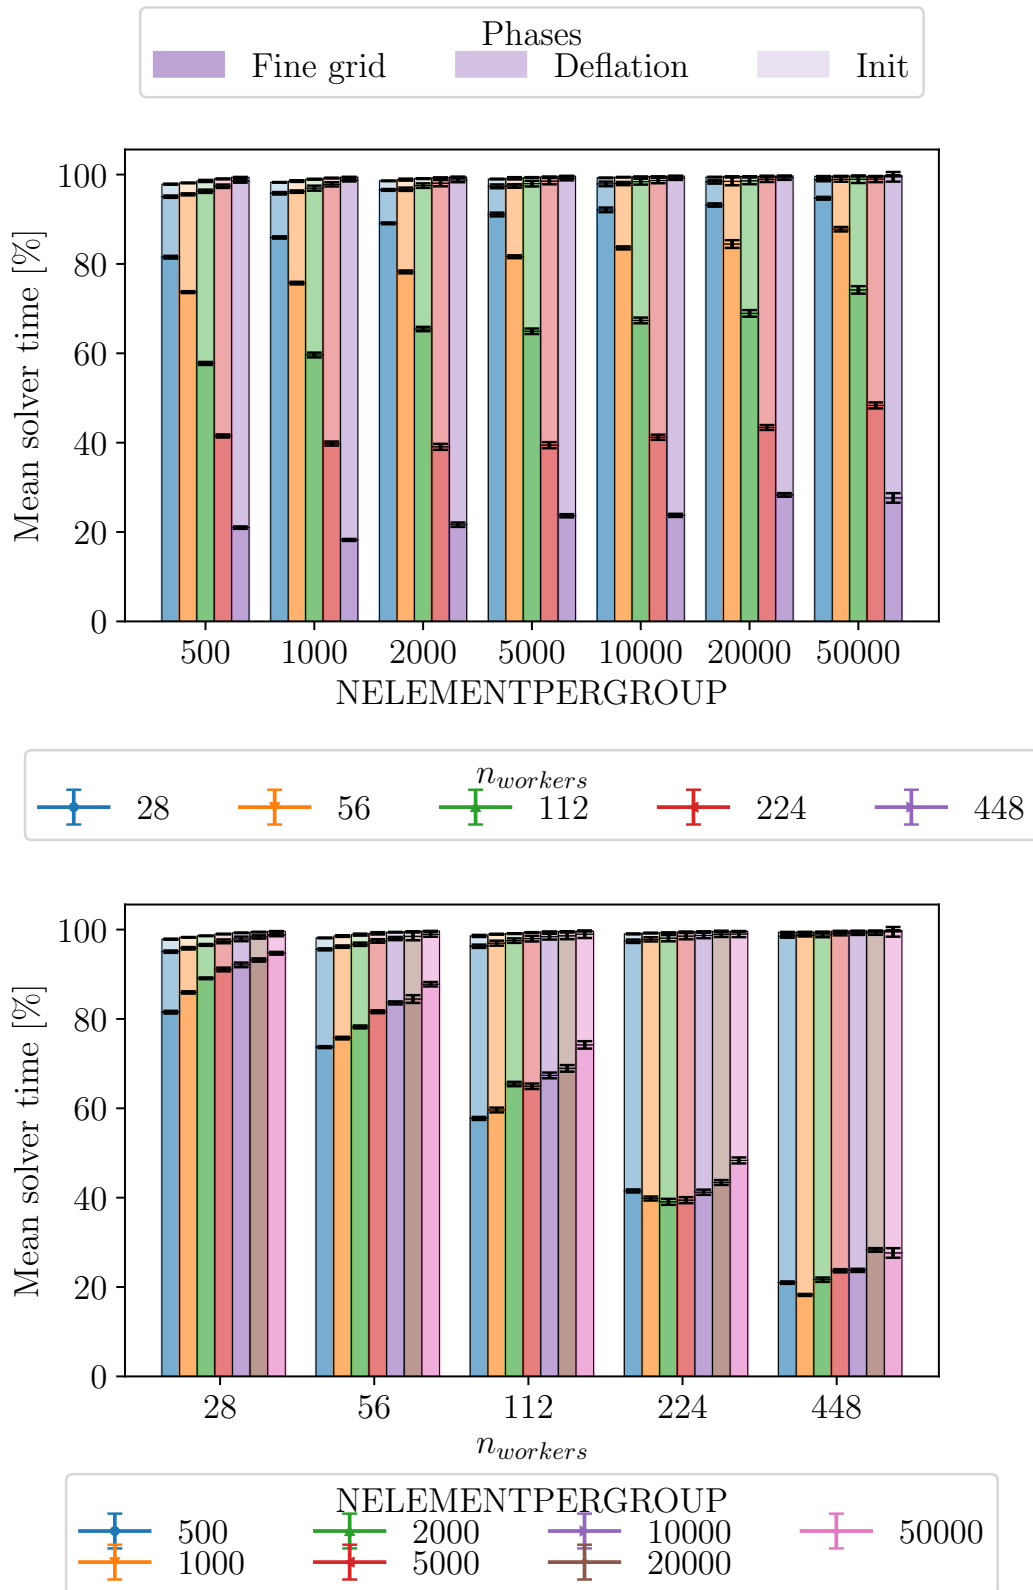 Phases
Fine grid Deflation Init
100
80
60
40
20
0
Mean solver time [%]
500 1000 2000 5000 10000 20000 50000
NELEMENTPERGROUP
n_workers
28 56 112 224 448
100
80
60
40
20
0
Mean solver time [%]
28 56 112 224 448
n_workers
NELEMENTPERGROUP
500 2000 10000 50000
1000 5000 20000